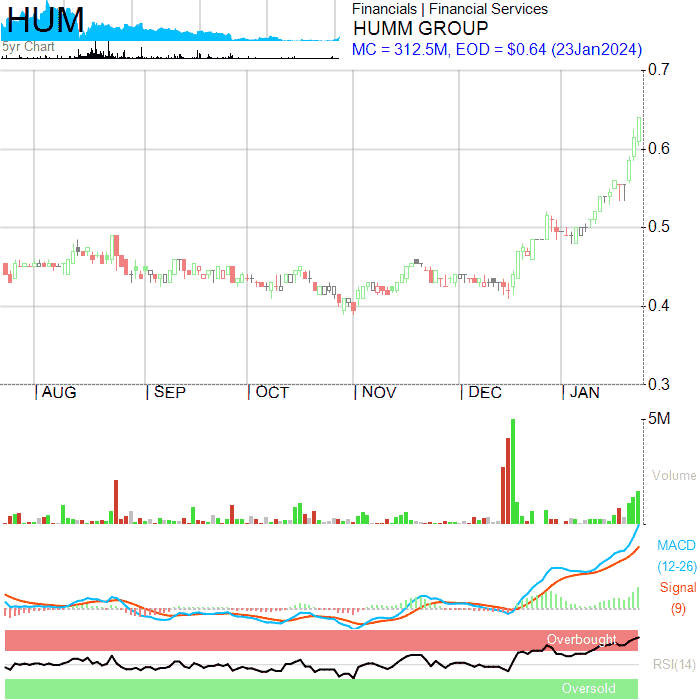 HUM
5yr Chart
Financials | Financial Services
HUMM GROUP
MC = 312.5M, EOD = $0.64 (23Jan2024)
0.7
0.6
0.5
0.4
0.3
AUG SEP OCT NOV DEC JAN
5M
Volume
MACD
(12-26)
Signal
(9)
Overbought
RSI(14)
Oversold